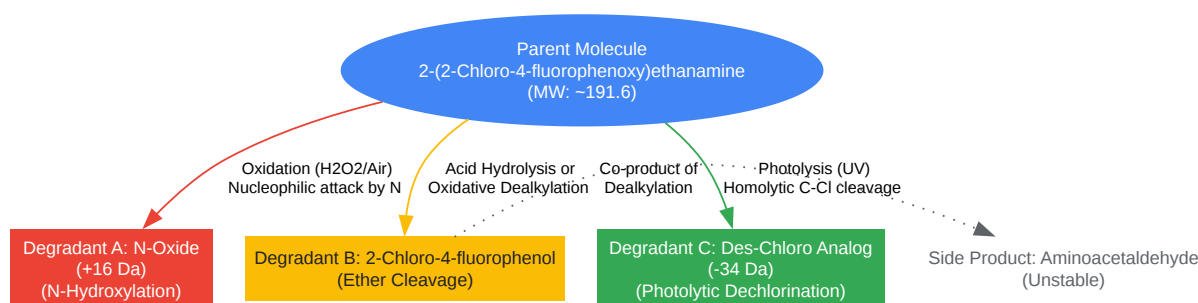 Parent Molecule
2-(2-Chloro-4-fluorophenoxy)ethanamine
(MW: ~191.6)
Oxidation (H2O2/Air)
Nucleophilic attack by N
Acid Hydrolysis or
Oxidative Dealkylation
Co-product of
Dealkylation
Photolysis (UV)
Homolytic C-Cl cleavage
Degradant A: N-Oxide
(+16 Da)
(N-Hydroxylation)
Degradant B: 2-Chloro-4-fluorophenol
(Ether Cleavage)
Degradant C: Des-Chloro Analog
(-34 Da)
(Photolytic Dechlorination)
Side Product: Aminoacetaldehyde
(Unstable)